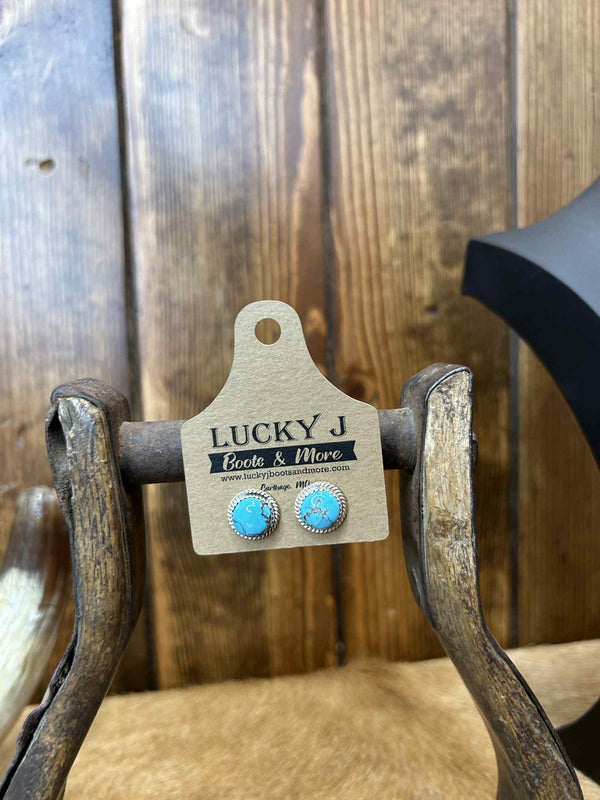 LUCKY J
Boots & More
www.luckyjbootsandmore.com
Carthage, MO